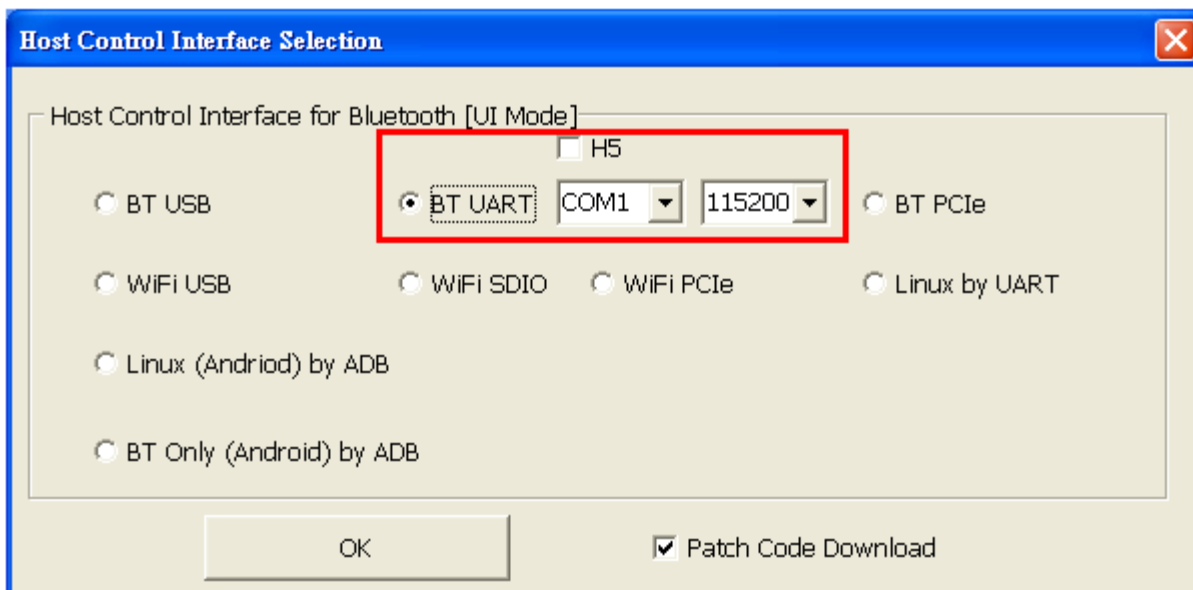 Host Control Interface Selection
Host Control Interface for Bluetooth [UI Mode]
H5
BT USB BT UART COM1 115200 BT PCIe
WiFi USB WiFi SDIO WiFi PCIe Linux by UART
Linux (Andriod) by ADB
BT Only (Android) by ADB
OK Patch Code Download